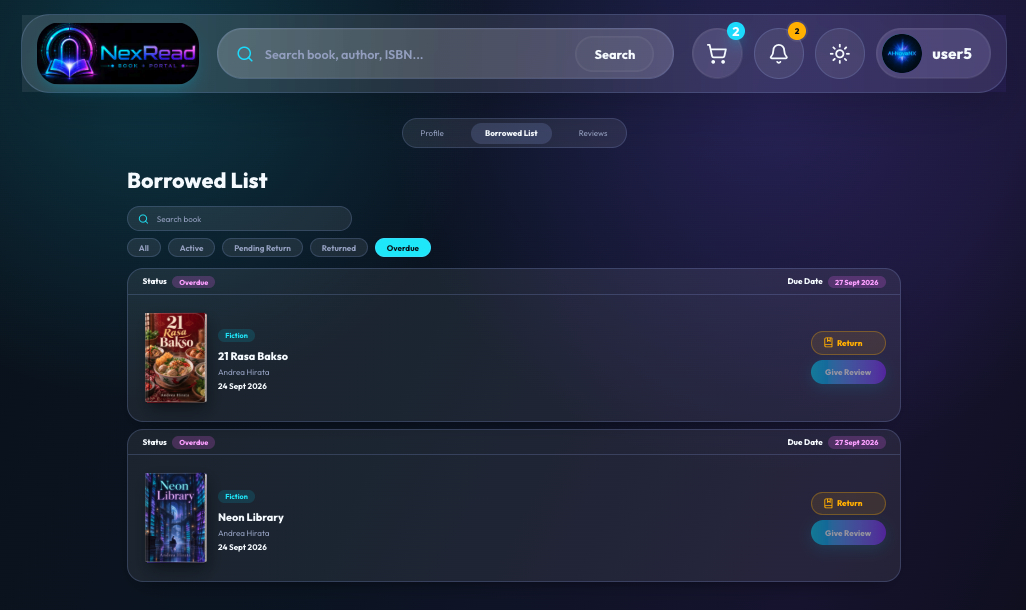 NexRead
BOOK • PORTAL
Search book, author, ISBN...
Search
2
2
user5
Profile
Borrowed List
Reviews
Borrowed List
Search book
All
Active
Pending Return
Returned
Overdue
Status
Overdue
Due Date
27 Sept 2026
21
Rasa
Bakso
Andrea Hirata
Fiction
21 Rasa Bakso
Andrea Hirata
24 Sept 2026
Return
Give Review
Status
Overdue
Due Date
27 Sept 2026
Neon
Library
Fiction
Neon Library
Andrea Hirata
24 Sept 2026
Return
Give Review